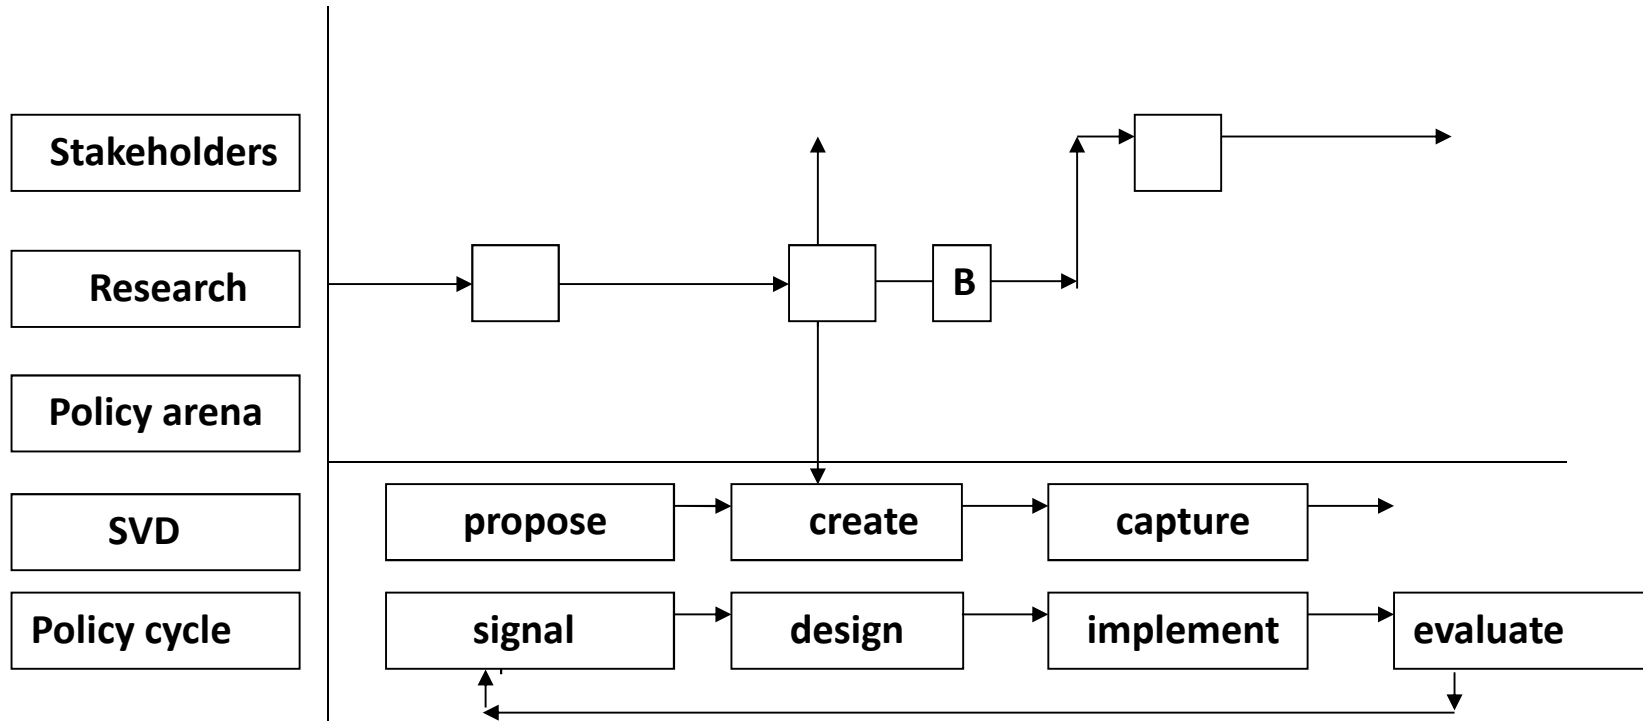 Stakeholders
Research
B
Policy arena
SVD
propose
create
capture
Policy cycle
signal
design
implement
evaluate